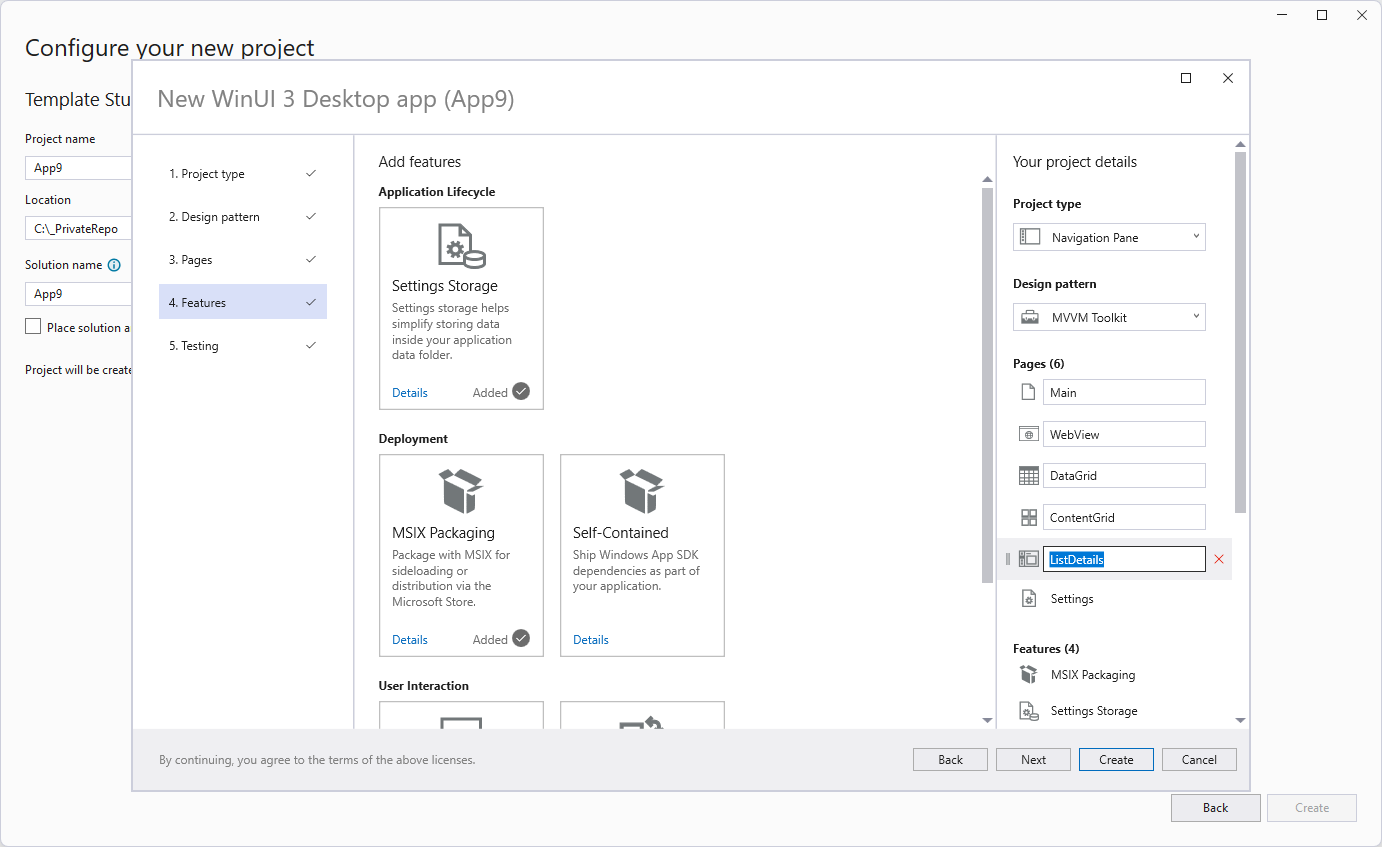 Configure your new project
Template Stu
Project name
App9
Location
C:\_PrivateRepo
Solution name
App9
Place solution a
Project will be create
New WinUI 3 Desktop app (App9)
1. Project type
2. Design pattern
3. Pages
4. Features
5. Testing
Add features
Application Lifecycle
Settings Storage
Settings storage helps
simplify storing data
inside your application
data folder.
Details
Added
Deployment
MSIX Packaging
Package with MSIX for
sideloading or
distribution via the
Microsoft Store.
Details
Added
Self-Contained
Ship Windows App SDK
dependencies as part of
your application.
Details
User Interaction
Your project details
Project type
Navigation Pane
Design pattern
MVVM Toolkit
Pages (6)
Main
WebView
DataGrid
ContentGrid
ListDetails
Settings
Features (4)
MSIX Packaging
Settings Storage
By continuing, you agree to the terms of the above licenses.
Back
Next
Create
Cancel
Back
Create